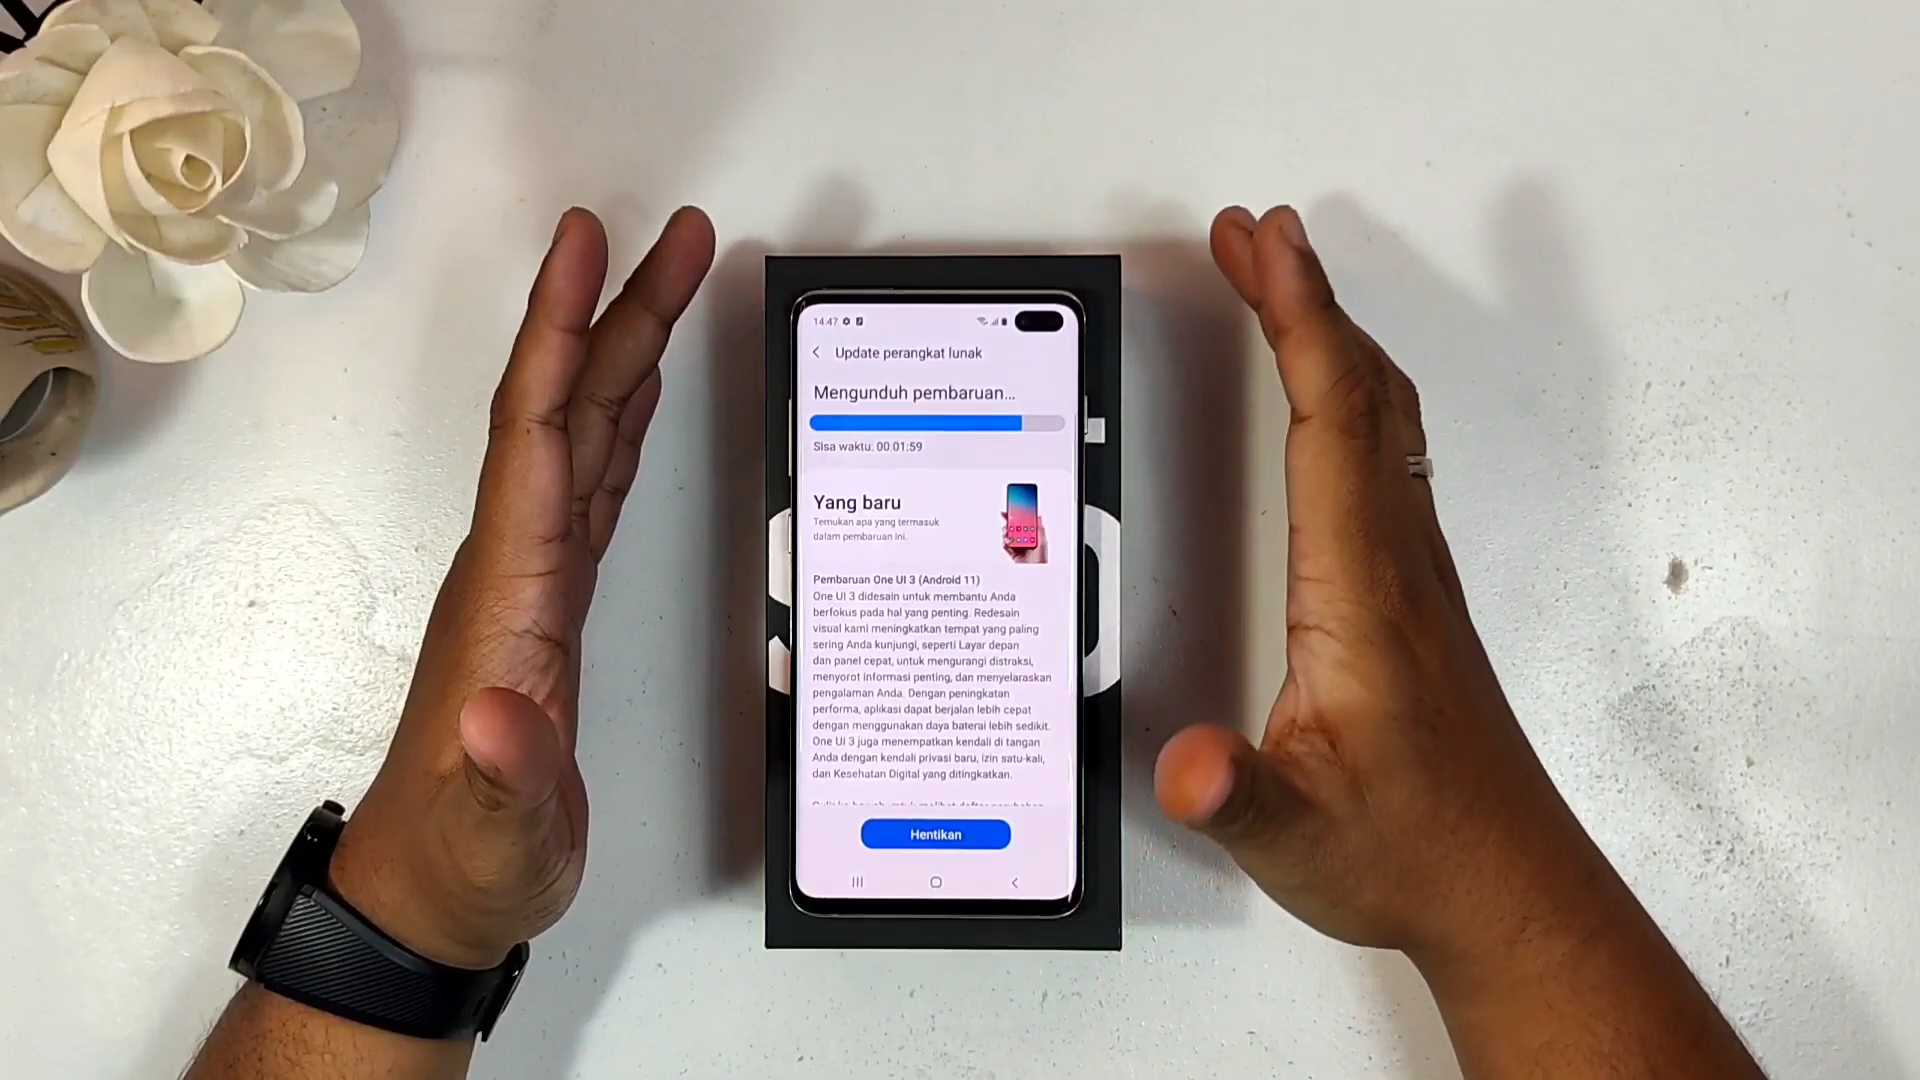 14.47
Update perangkat lunak
Mengunduh pembaruan...
Sisa waktu: 00:01:59
Yang baru
Temukan apa yang termasuk
dalam pembaruan ini.
Pembaruan One UI 3 (Android 11)
One UI 3 didesain untuk membantu Anda
berfokus pada hal yang penting. Redesain
visual kami meningkatkan tempat yang paling
sering Anda kunjungi, seperti Layar depan
dan panel cepat, untuk mengurangi distraksi,
menyorot informasi penting, dan menyelaraskan
pengalaman Anda. Dengan peningkatan
performa, aplikasi dapat berjalan lebih cepat
dengan menggunakan daya baterai lebih sedikit.
One UI 3 juga menempatkan kendali di tangan
Anda dengan kendali privasi baru, izin satu-kali,
dan Kesehatan Digital yang ditingkatkan.
Hentikan